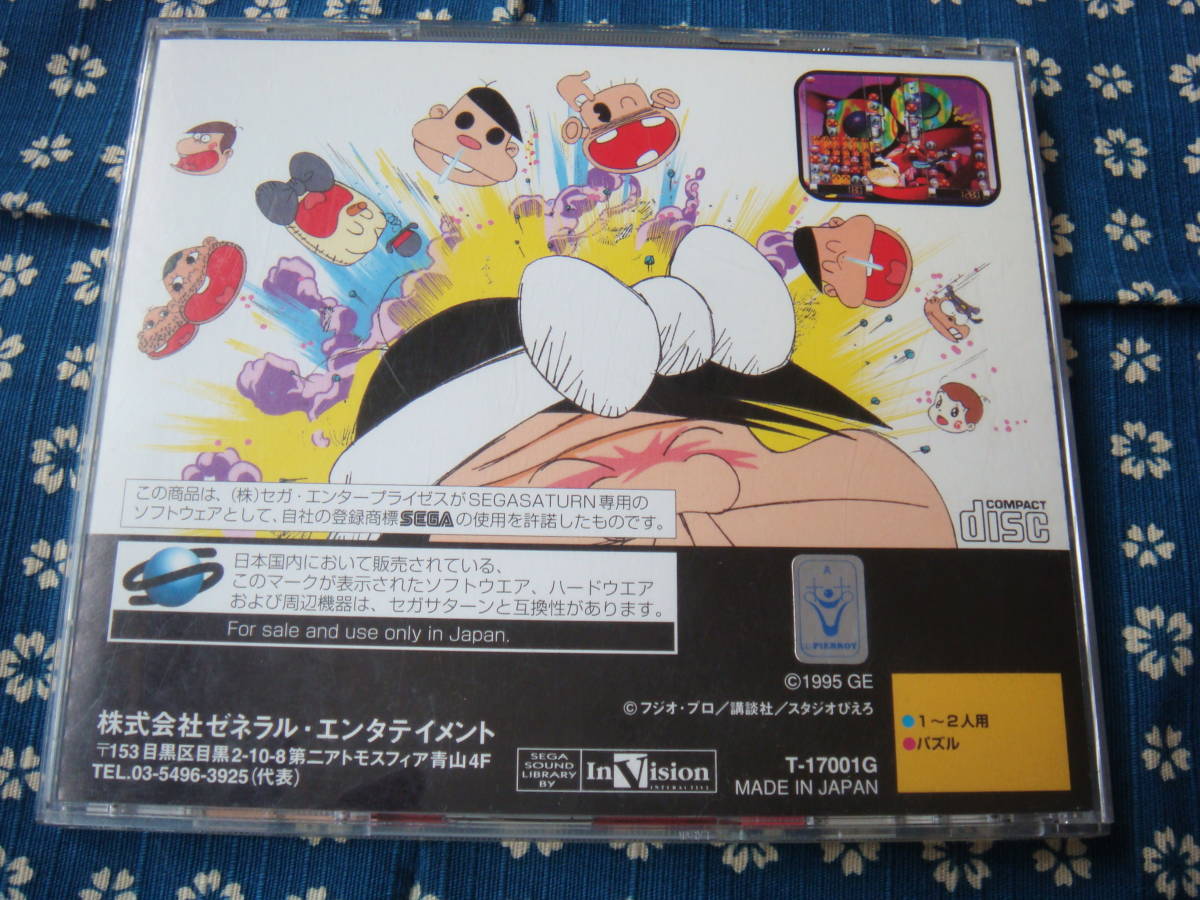 この商品は、(株)セガ・エンタープライゼスがSEGASATURN専用の
ソフトウェアとして、自社の登録商標SEGAの使用を許諾したものです。
COMPACT
disc
日本国内において販売されている、
このマークが表示されたソフトウエア、ハードウエア
および周辺機器は、セガサターンと互換性があります。
For sale and use only in Japan.
PIERROT
©1995 GE
©フジオ・プロ/講談社/スタジオぴえろ
株式会社ゼネラル・エンタテイメント
〒153 目黒区目黒2-10-8 第二アトモスフィア青山4F
TEL.03-5496-3925(代表)
SEGA
SOUND
LIBRARY
BY
InVision
INTERACTIVE
T-17001G
MADE IN JAPAN
1〜2人用
パズル